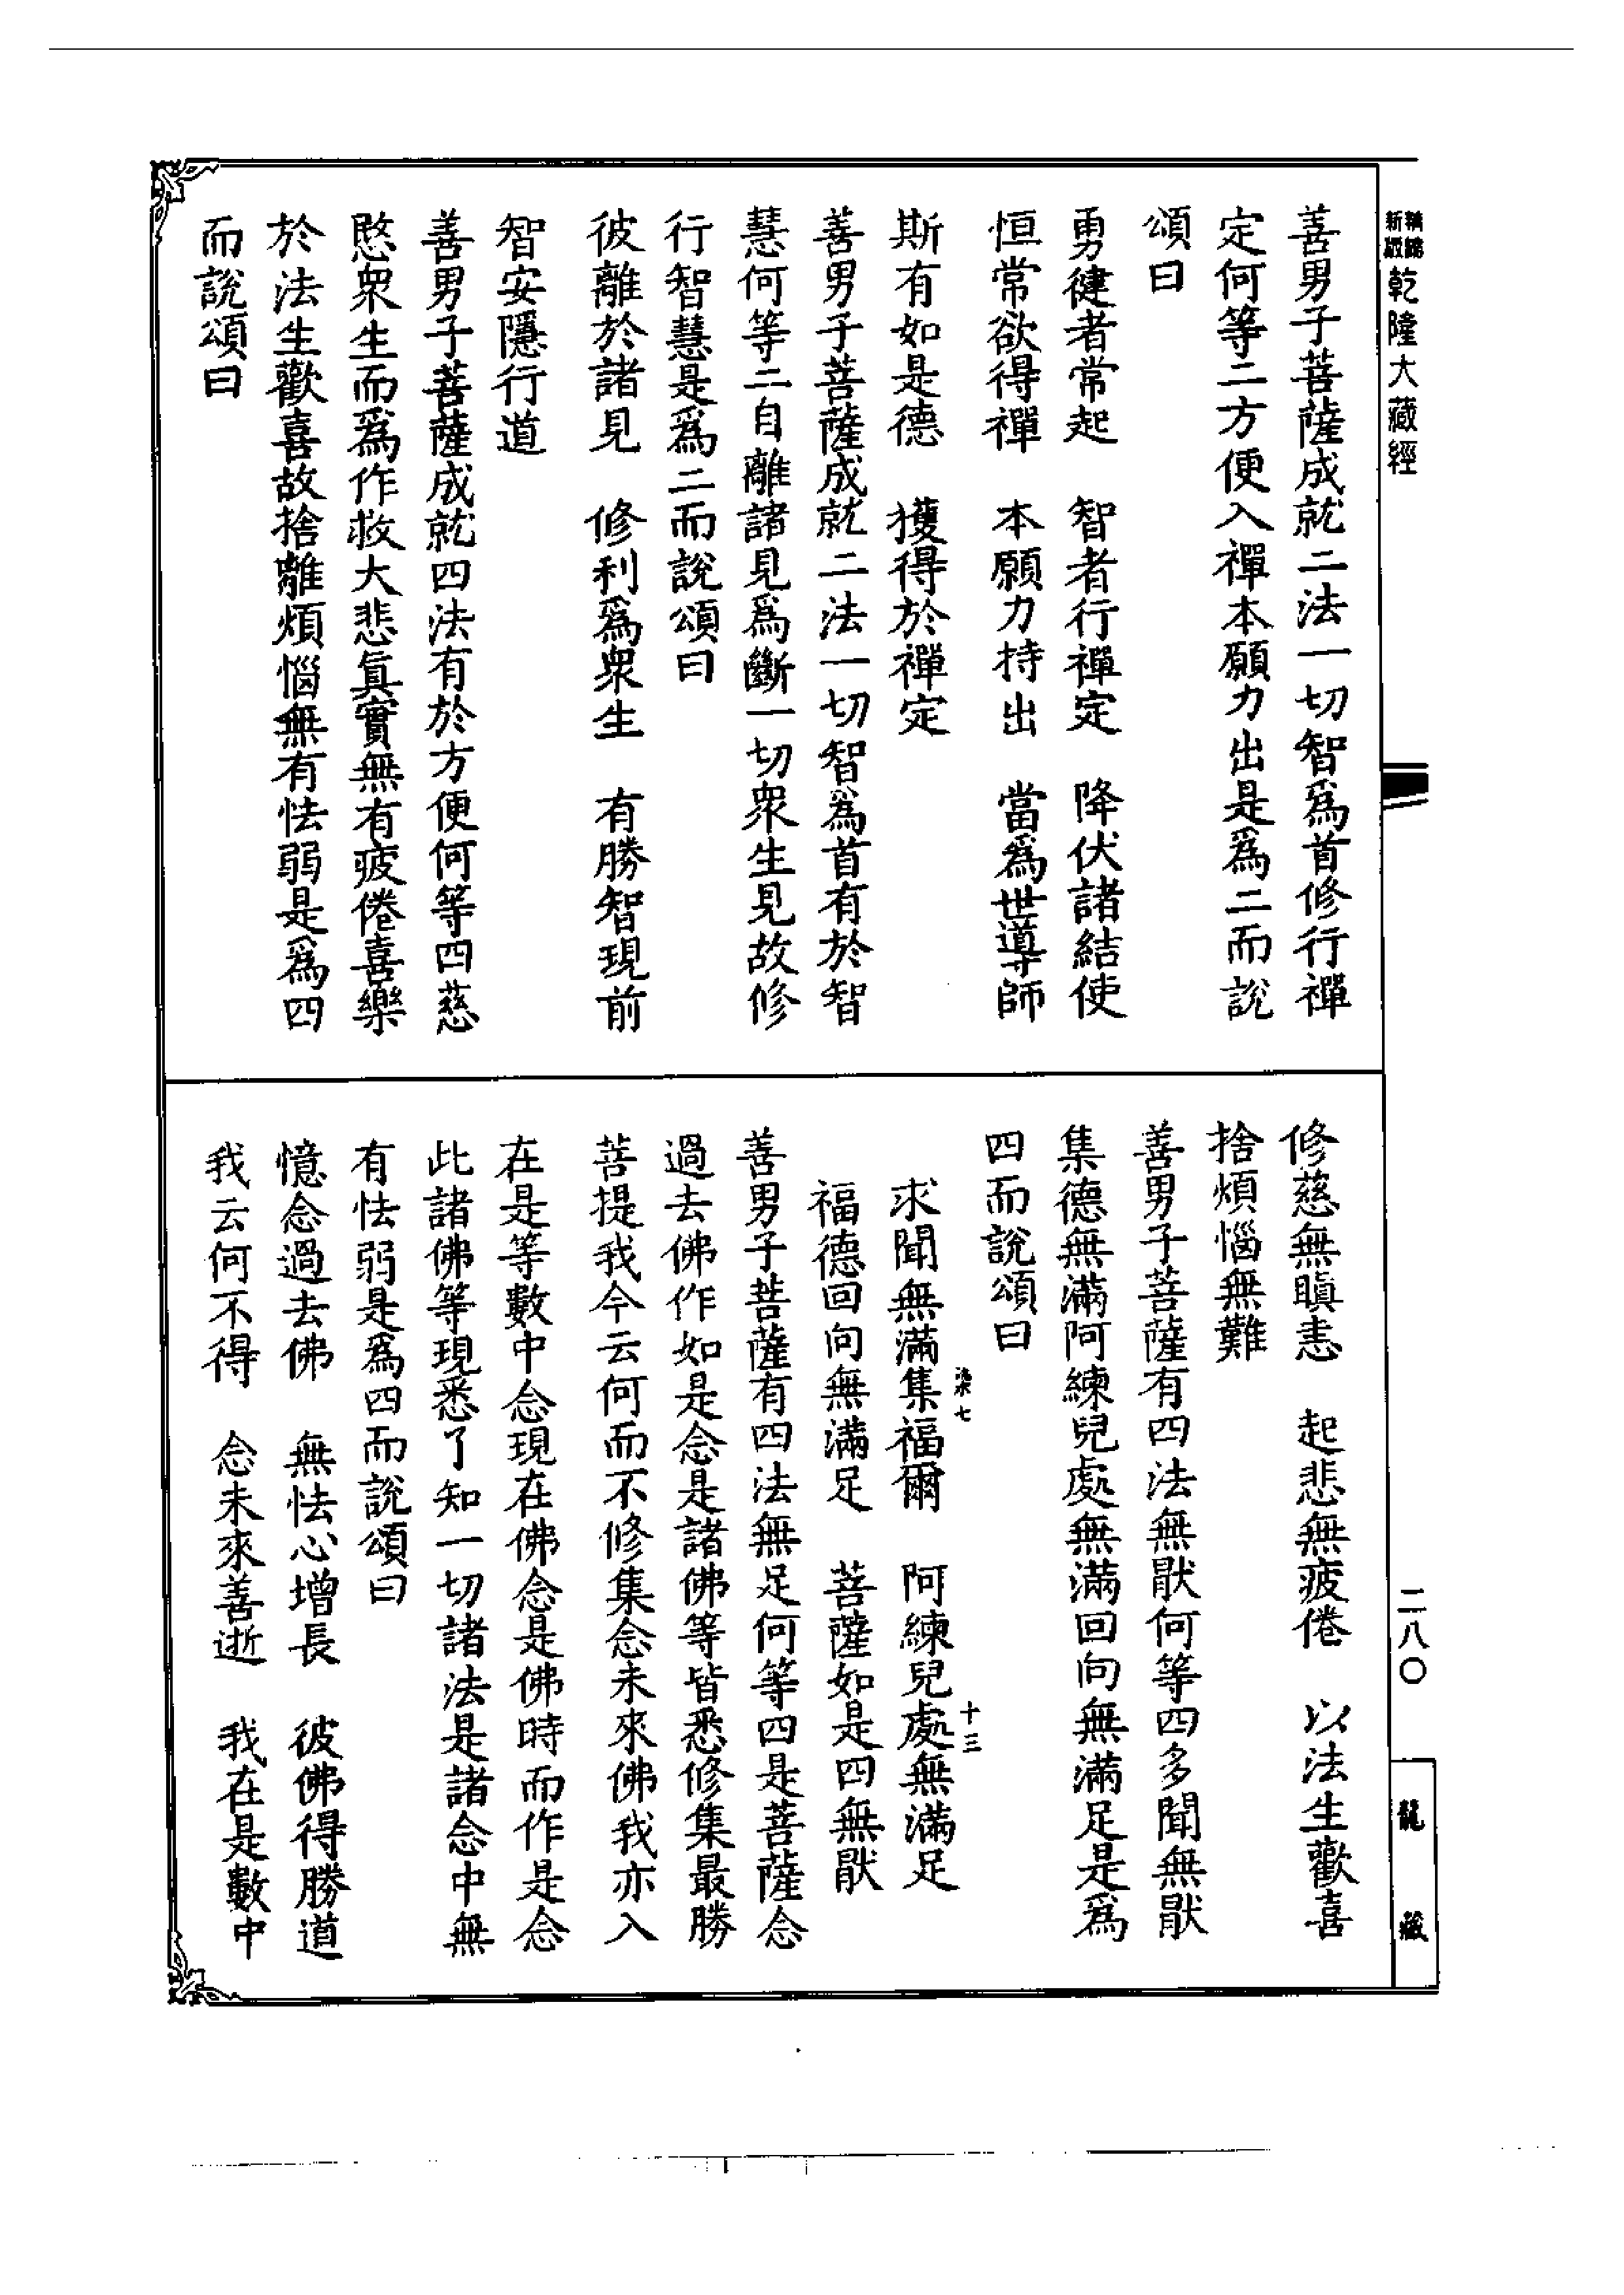 新編
縮版
乾隆大藏經
二八〇
龍藏
善男子菩薩成就二法一切智爲首修行禪
定何等二方便入禪本願力出是爲二而說
頌曰
勇健者常起　智者行禪定　降伏諸結使
恒常欲得禪　本願力持出　當爲世導師
斯有如是德　獲得於禪定
善男子菩薩成就二法一切智爲首有於智
慧何等二自離諸見爲斷一切衆生見故修
行智慧是爲二而說頌曰
彼離於諸見　修利爲衆生　有勝智現前
智安隱行道
善男子菩薩成就四法有於方便何等四慈
愍衆生而爲作救大悲眞實無有疲倦喜樂
於法生歡喜故捨離煩惱無有怯弱是爲四
而說頌曰
修慈無瞋恚　起悲無疲倦　以法生歡喜
捨煩惱無難
善男子菩薩有四法無厭何等四多聞無厭
集德無滿阿練兒處無滿回向無滿足是爲
四而說頌曰
求聞無滿集福爾　阿練兒處無滿足
七
十三
福德回向無滿足　菩薩如是四無厭
善男子菩薩有四法無足何等四是菩薩念
過去佛作如是念是諸佛等皆悉修集最勝
菩提我今云何而不修集念未來佛我亦入
在是等數中念現在佛念是佛時而作是念
此諸佛等現悉了知一切諸法是諸念中無
有怯弱是爲四而說頌曰
憶念過去佛　無怯心增長　彼佛得勝道
我云何不得　念未來善逝　我在是數中